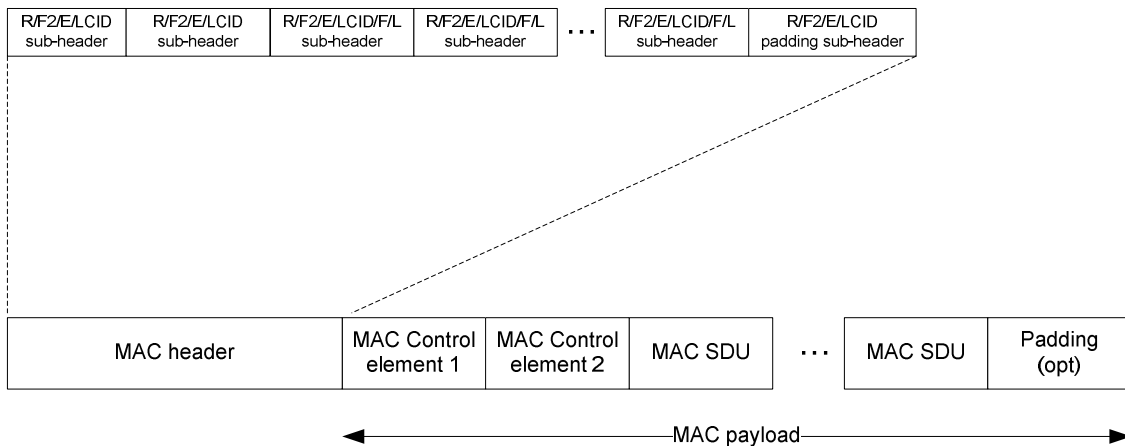 R/F2/E/LCID sub-header
R/F2/E/LCID sub-header
R/F2/E/LCID/F/L sub-header
R/F2/E/LCID/F/L sub-header
...
R/F2/E/LCID/F/L sub-header
R/F2/E/LCID padding sub-header
MAC header
MAC Control element 1
MAC Control element 2
MAC SDU
...
MAC SDU
Padding (opt)
MAC payload